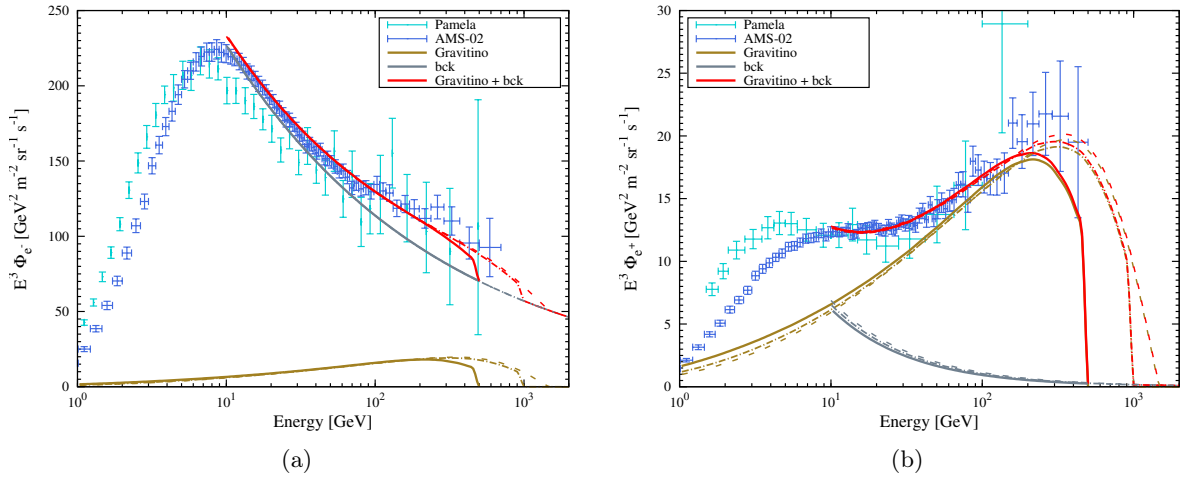 E³ Φe⁻ [GeV² m⁻² sr⁻¹ s⁻¹]
300
250
200
150
100
50
0
Pamela
AMS-02
Gravitino
bck
Gravitino + bck
10⁰ 10¹ 10² 10³
Energy [GeV]
(a)
E³ Φe⁺ [GeV² m⁻² sr⁻¹ s⁻¹]
30
25
20
15
10
5
0
Pamela
AMS-02
Gravitino
bck
Gravitino + bck
10⁰ 10¹ 10² 10³
Energy [GeV]
(b)